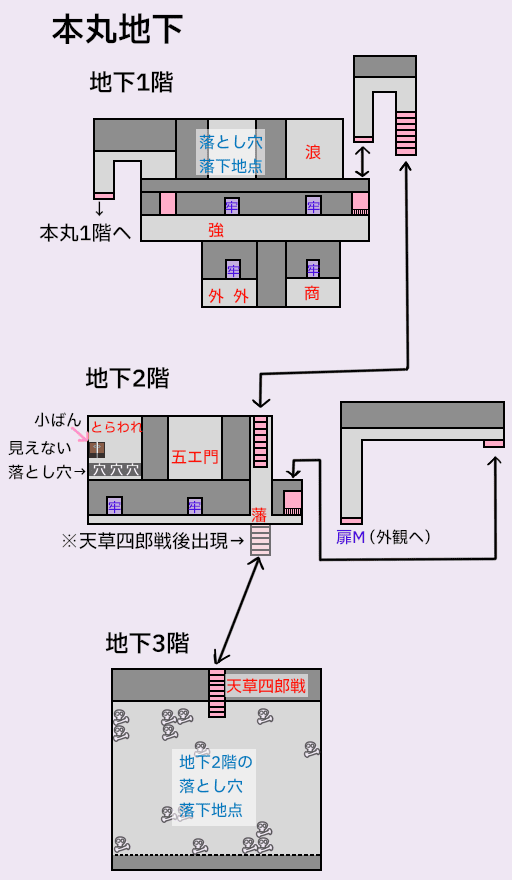 本丸地下
地下1階
落とし穴
落下地点
浪
牢
牢
↓
本丸1階へ
強
牢
牢
外 外
商
地下2階
小ばん
とらわれ
見えない
落とし穴→
穴穴穴
五エ門
牢
牢
藩
※天草四郎戦後出現→
扉M（外観へ）
地下3階
天草四郎戦
地下2階の
落とし穴
落下地点